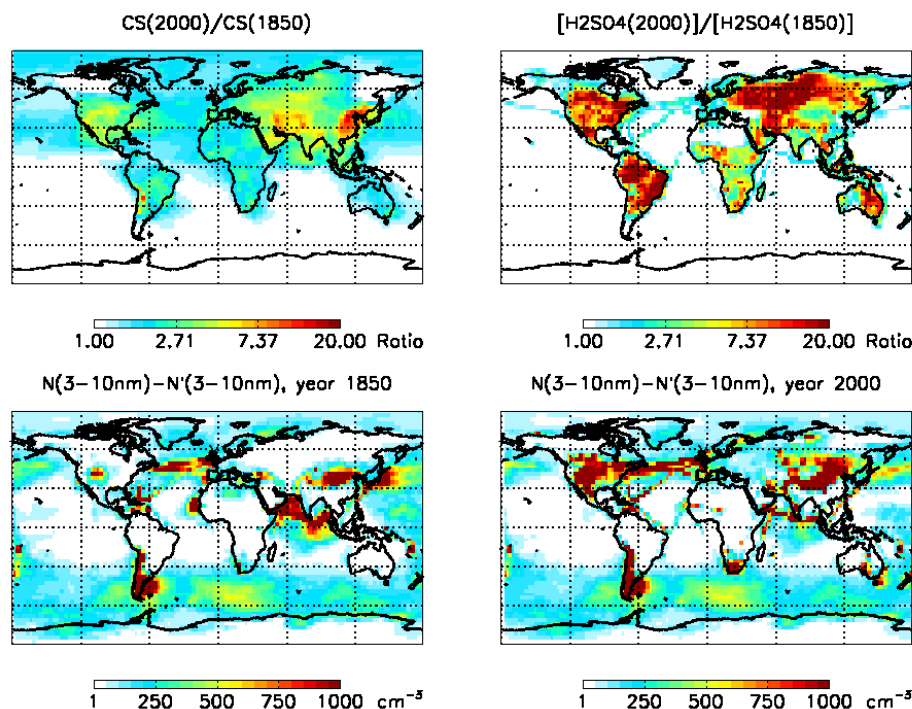 CS(2000)/CS(1850)
[H2SO4(2000)]/[H2SO4(1850)]
1.00 2.71 7.37 20.00 Ratio
1.00 2.71 7.37 20.00 Ratio
N(3-10nm)-N'(3-10nm), year 1850
N(3-10nm)-N'(3-10nm), year 2000
1 250 500 750 1000 cm⁻³
1 250 500 750 1000 cm⁻³